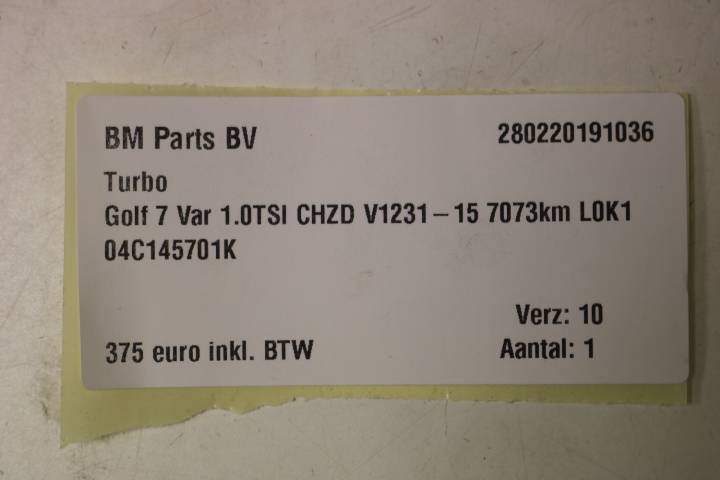 BM Parts BV 280220191036
Turbo
Golf 7 Var 1.0TSI CHZD V1231-15 7073km L0K1
04C145701K
Verz: 10
375 euro inkl. BTW Aantal: 1